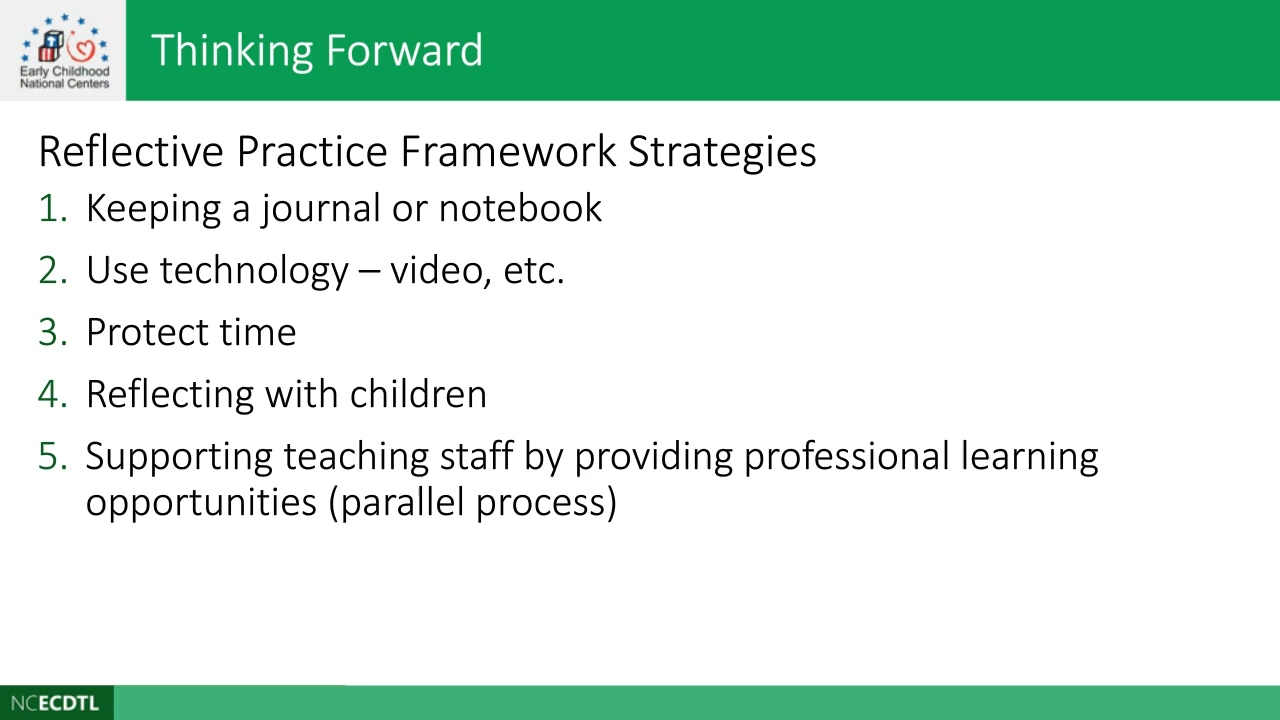 Early Childhood
National Centers
Thinking Forward
Reflective Practice Framework Strategies
1. Keeping a journal or notebook
2. Use technology – video, etc.
3. Protect time
4. Reflecting with children
5. Supporting teaching staff by providing professional learning
opportunities (parallel process)
NCECDTL